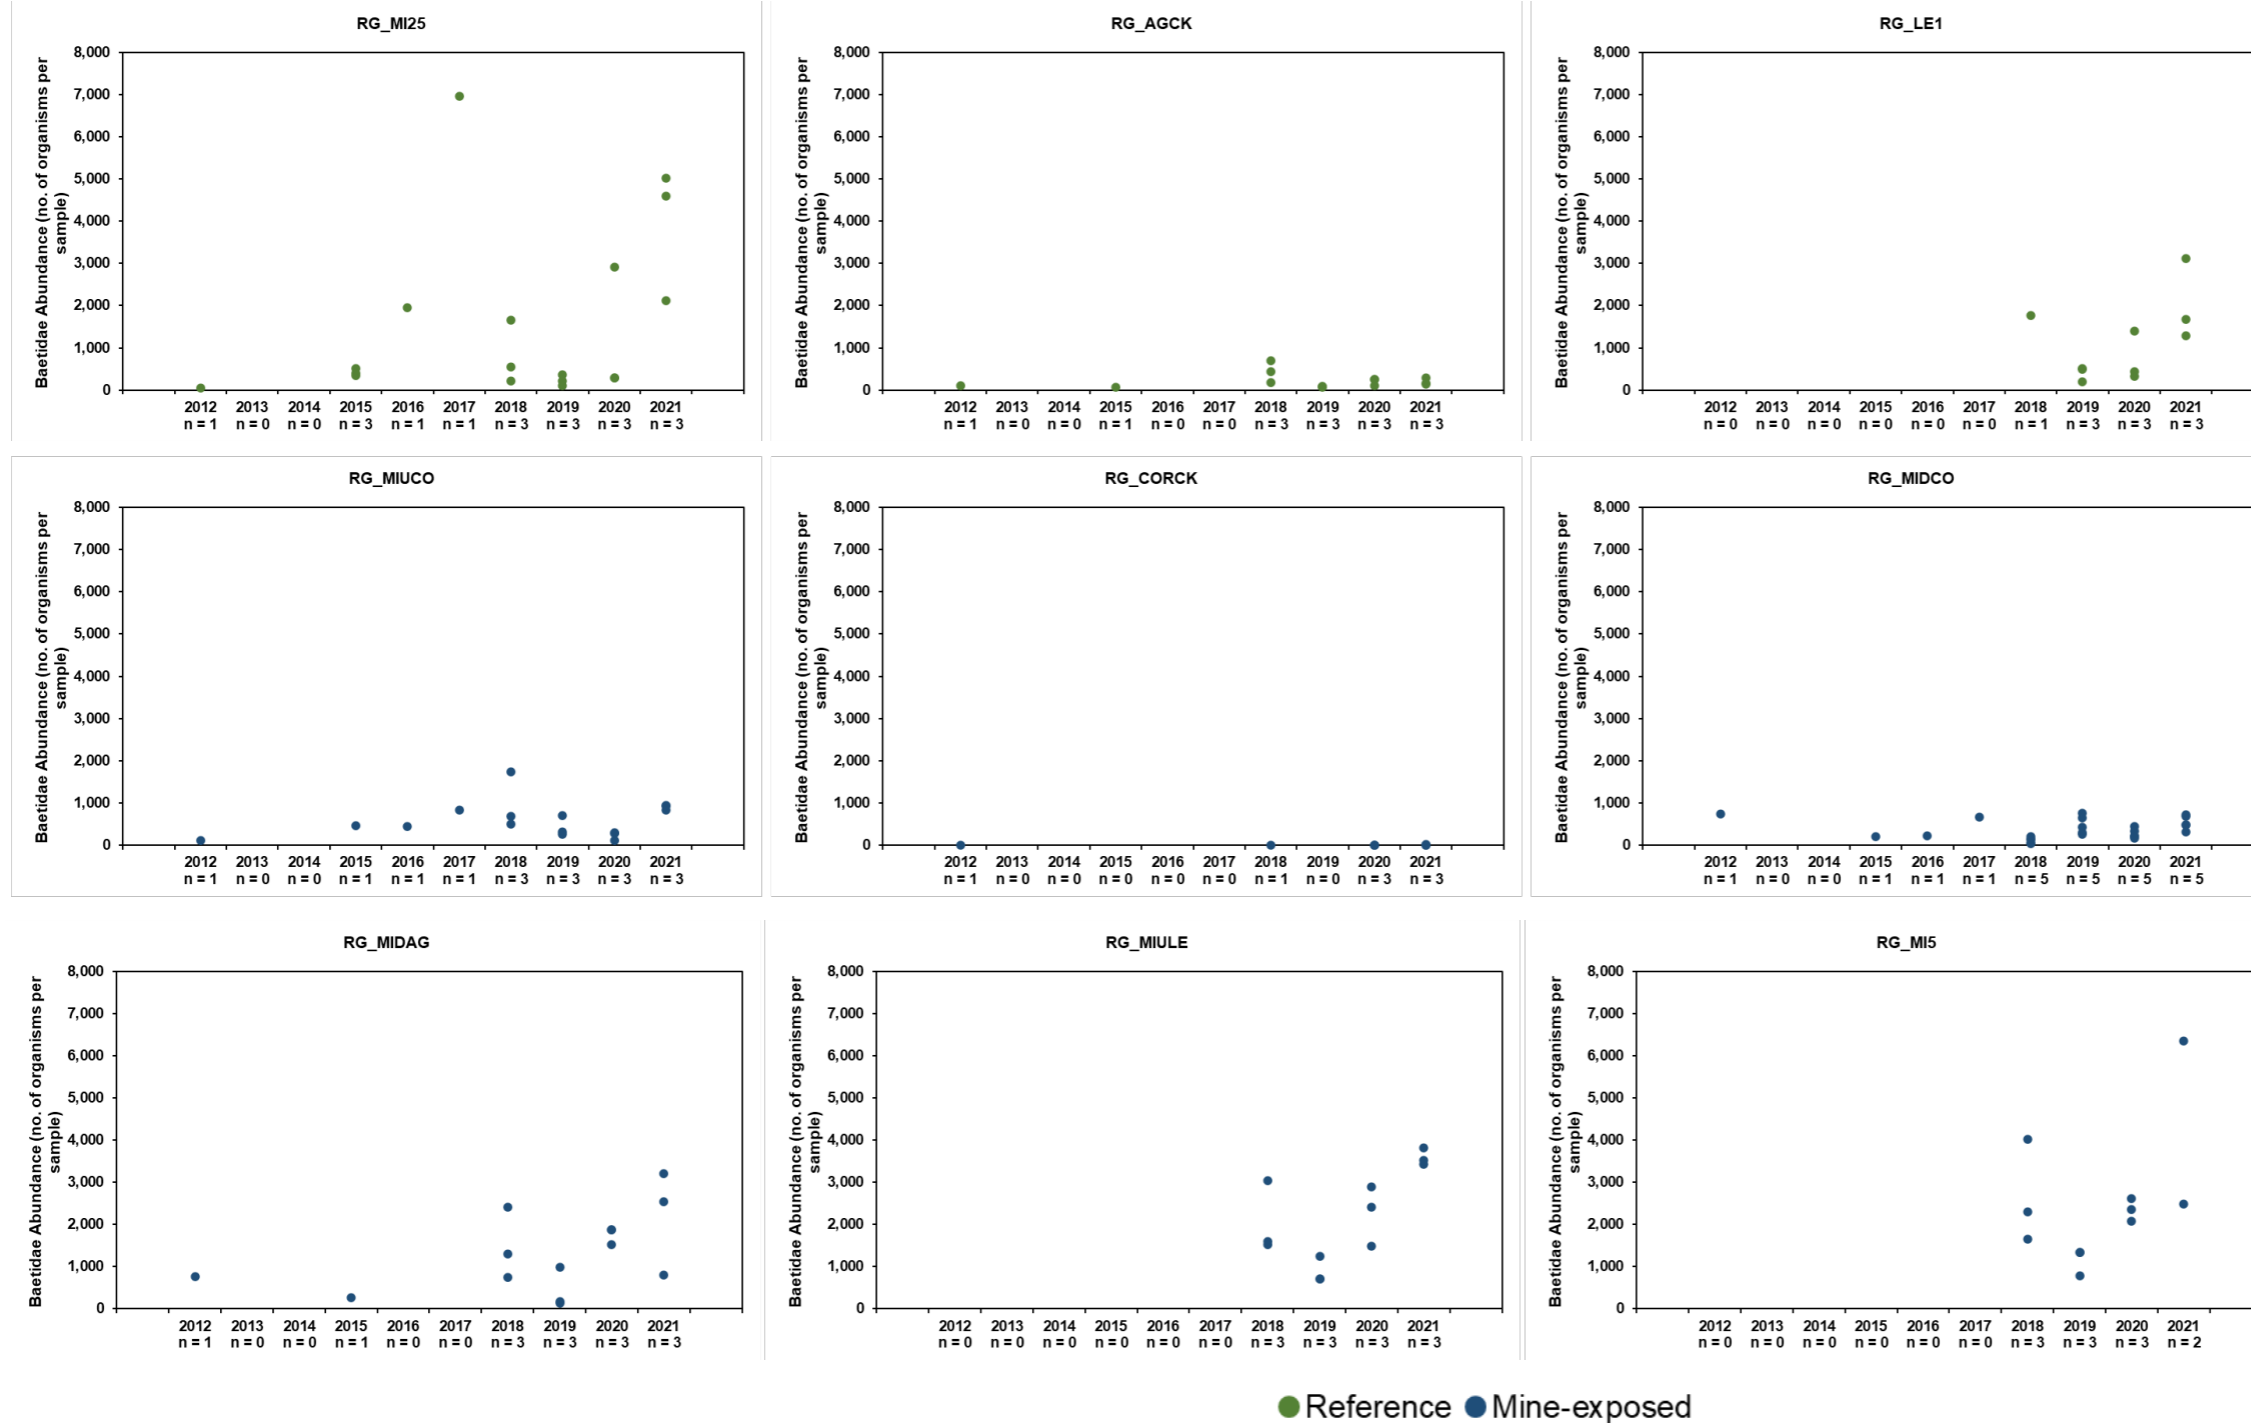 RG_MI25
Baetidae Abundance (no. of organisms per
sample)
8,000
7,000
6,000
5,000
4,000
3,000
2,000
1,000
0
2012 2013 2014 2015 2016 2017 2018 2019 2020 2021
n = 1 n = 0 n = 0 n = 3 n = 1 n = 1 n = 3 n = 3 n = 3 n = 3
RG_AGCK
Baetidae Abundance (no. of organisms per
sample)
8,000
7,000
6,000
5,000
4,000
3,000
2,000
1,000
0
2012 2013 2014 2015 2016 2017 2018 2019 2020 2021
n = 1 n = 0 n = 0 n = 1 n = 0 n = 0 n = 3 n = 3 n = 3 n = 3
RG_LE1
Baetidae Abundance (no. of organisms per
sample)
8,000
7,000
6,000
5,000
4,000
3,000
2,000
1,000
0
2012 2013 2014 2015 2016 2017 2018 2019 2020 2021
n = 0 n = 0 n = 0 n = 0 n = 0 n = 0 n = 1 n = 3 n = 3 n = 3
RG_MIUCO
Baetidae Abundance (no. of organisms per
sample)
8,000
7,000
6,000
5,000
4,000
3,000
2,000
1,000
0
2012 2013 2014 2015 2016 2017 2018 2019 2020 2021
n = 1 n = 0 n = 0 n = 1 n = 1 n = 1 n = 3 n = 3 n = 3 n = 3
RG_CORCK
Baetidae Abundance (no. of organisms per
sample)
8,000
7,000
6,000
5,000
4,000
3,000
2,000
1,000
0
2012 2013 2014 2015 2016 2017 2018 2019 2020 2021
n = 1 n = 0 n = 0 n = 0 n = 0 n = 0 n = 1 n = 0 n = 3 n = 3
RG_MIDCO
Baetidae Abundance (no. of organisms per
sample)
8,000
7,000
6,000
5,000
4,000
3,000
2,000
1,000
0
2012 2013 2014 2015 2016 2017 2018 2019 2020 2021
n = 1 n = 0 n = 0 n = 1 n = 1 n = 1 n = 5 n = 5 n = 5 n = 5
RG_MIDAG
Baetidae Abundance (no. of organisms per
sample)
8,000
7,000
6,000
5,000
4,000
3,000
2,000
1,000
0
2012 2013 2014 2015 2016 2017 2018 2019 2020 2021
n = 1 n = 0 n = 0 n = 1 n = 0 n = 0 n = 3 n = 3 n = 3 n = 3
RG_MIULE
Baetidae Abundance (no. of organisms per
sample)
8,000
7,000
6,000
5,000
4,000
3,000
2,000
1,000
0
2012 2013 2014 2015 2016 2017 2018 2019 2020 2021
n = 0 n = 0 n = 0 n = 0 n = 0 n = 0 n = 3 n = 3 n = 3 n = 3
RG_MI5
Baetidae Abundance (no. of organisms per
sample)
8,000
7,000
6,000
5,000
4,000
3,000
2,000
1,000
0
2012 2013 2014 2015 2016 2017 2018 2019 2020 2021
n = 0 n = 0 n = 0 n = 0 n = 0 n = 0 n = 3 n = 3 n = 3 n = 2
Reference Mine-exposed